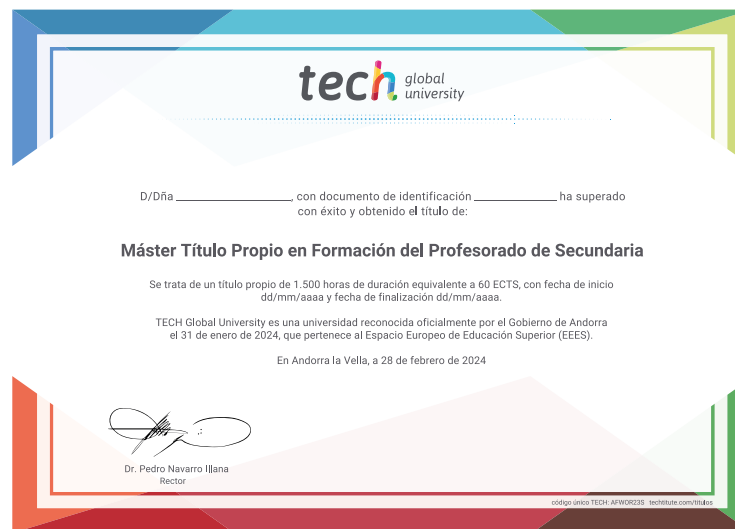 tech global university
D/Dña ____________________, con documento de identificación ______________ ha superado
con éxito y obtenido el título de:
Máster Título Propio en Formación del Profesorado de Secundaria
Se trata de un título propio de 1.500 horas de duración equivalente a 60 ECTS, con fecha de inicio
dd/mm/aaaa y fecha de finalización dd/mm/aaaa.
TECH Global University es una universidad reconocida oficialmente por el Gobierno de Andorra
el 31 de enero de 2024, que pertenece al Espacio Europeo de Educación Superior (EEES).
En Andorra la Vella, a 28 de febrero de 2024
Dr. Pedro Navarro Illana
Rector
código único TECH: AFWOR23S techtitute.com/titulos